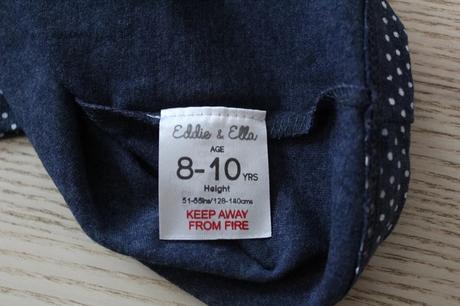 Eddie & Ella
AGE
8-10 YRS
Height
51-55ins/128-140cms
KEEP AWAY
FROM FIRE